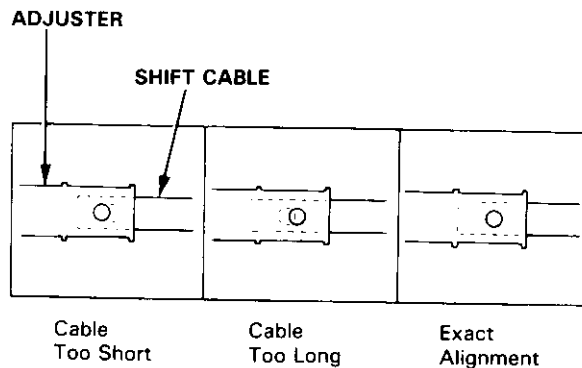 ADJUSTER
SHIFT CABLE
Cable
Too Short
Cable
Too Long
Exact
Alignment